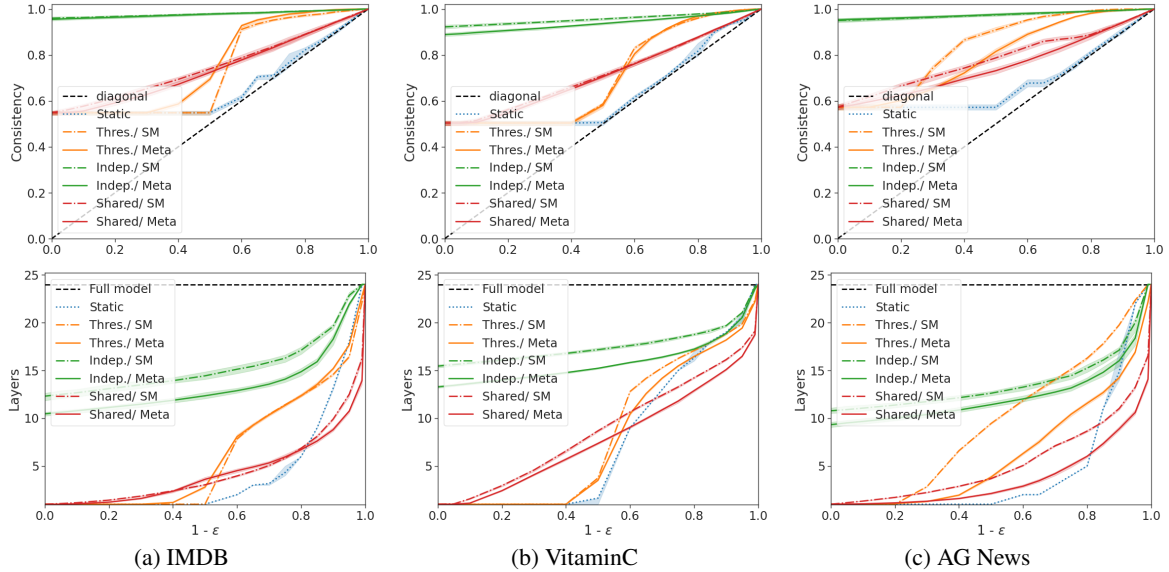 1.0
0.8
0.6
0.4
0.2
0.0
Consistency
diagonal
Static
Thres./ SM
Thres./ Meta
Indep./ SM
Indep./ Meta
Shared/ SM
Shared/ Meta
0.0 0.2 0.4 0.6 0.8 1.0
1.0
0.8
0.6
0.4
0.2
0.0
Consistency
diagonal
Static
Thres./ SM
Thres./ Meta
Indep./ SM
Indep./ Meta
Shared/ SM
Shared/ Meta
0.0 0.2 0.4 0.6 0.8 1.0
1.0
0.8
0.6
0.4
0.2
0.0
Consistency
diagonal
Static
Thres./ SM
Thres./ Meta
Indep./ SM
Indep./ Meta
Shared/ SM
Shared/ Meta
0.0 0.2 0.4 0.6 0.8 1.0
25
20
15
10
5
Layers
Full model
Static
Thres./ SM
Thres./ Meta
Indep./ SM
Indep./ Meta
Shared/ SM
Shared/ Meta
0.0 0.2 0.4 0.6 0.8 1.0
1 - ε
(a) IMDB
25
20
15
10
5
Layers
Full model
Static
Thres./ SM
Thres./ Meta
Indep./ SM
Indep./ Meta
Shared/ SM
Shared/ Meta
0.0 0.2 0.4 0.6 0.8 1.0
1 - ε
(b) VitaminC
25
20
15
10
5
Layers
Full model
Static
Thres./ SM
Thres./ Meta
Indep./ SM
Indep./ Meta
Shared/ SM
Shared/ Meta
0.0 0.2 0.4 0.6 0.8 1.0
1 - ε
(c) AG News